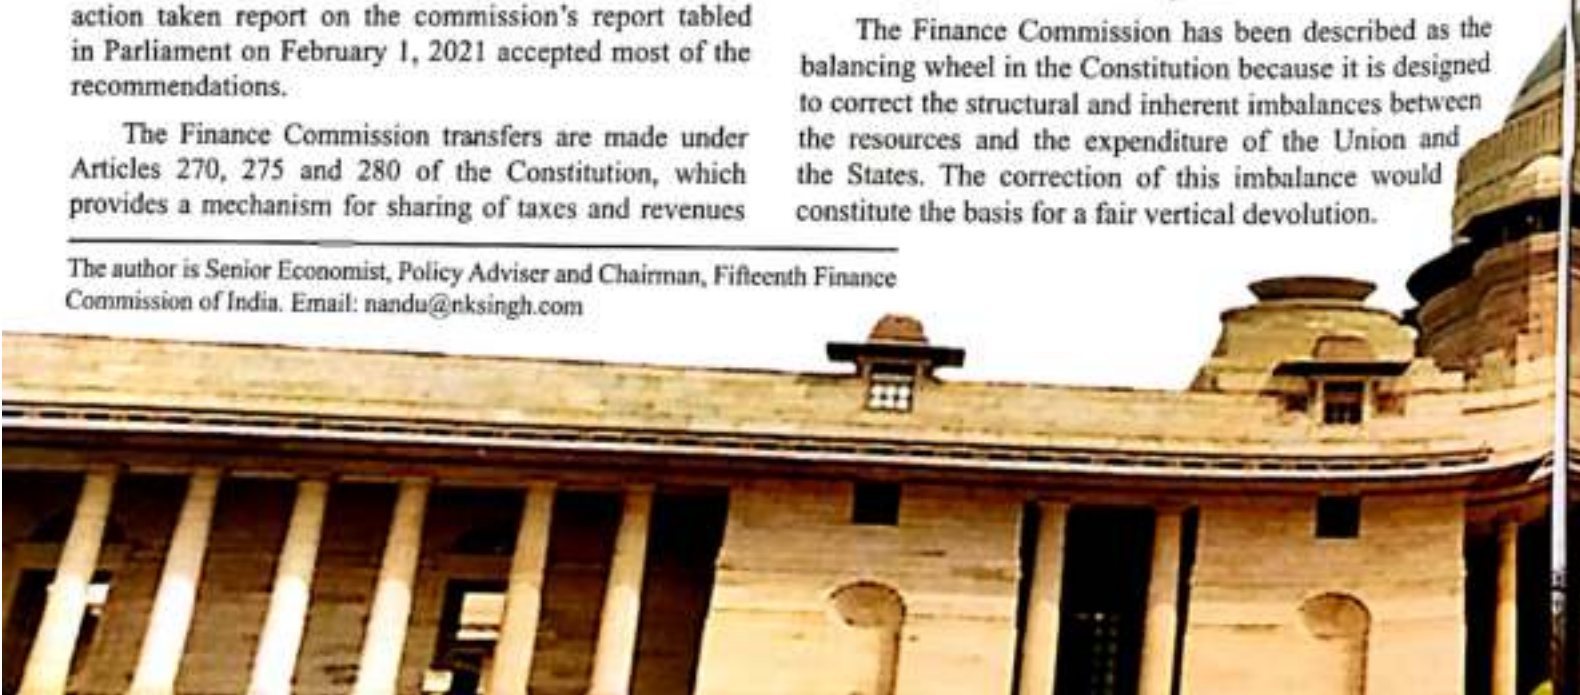 action taken report on the commission's report tabled
in Parliament on February 1, 2021 accepted most of the
recommendations.
The Finance Commission transfers are made under
Articles 270, 275 and 280 of the Constitution, which
provides a mechanism for sharing of taxes and revenues
The author is Senior Economist, Policy Adviser and Chairman, Fifteenth Finance
Commission of India. Email: nandu@nksingh.com
The Finance Commission has been described as the
balancing wheel in the Constitution because it is designed
to correct the structural and inherent imbalances between
the resources and the expenditure of the Union and
the States. The correction of this imbalance would
constitute the basis for a fair vertical devolution.